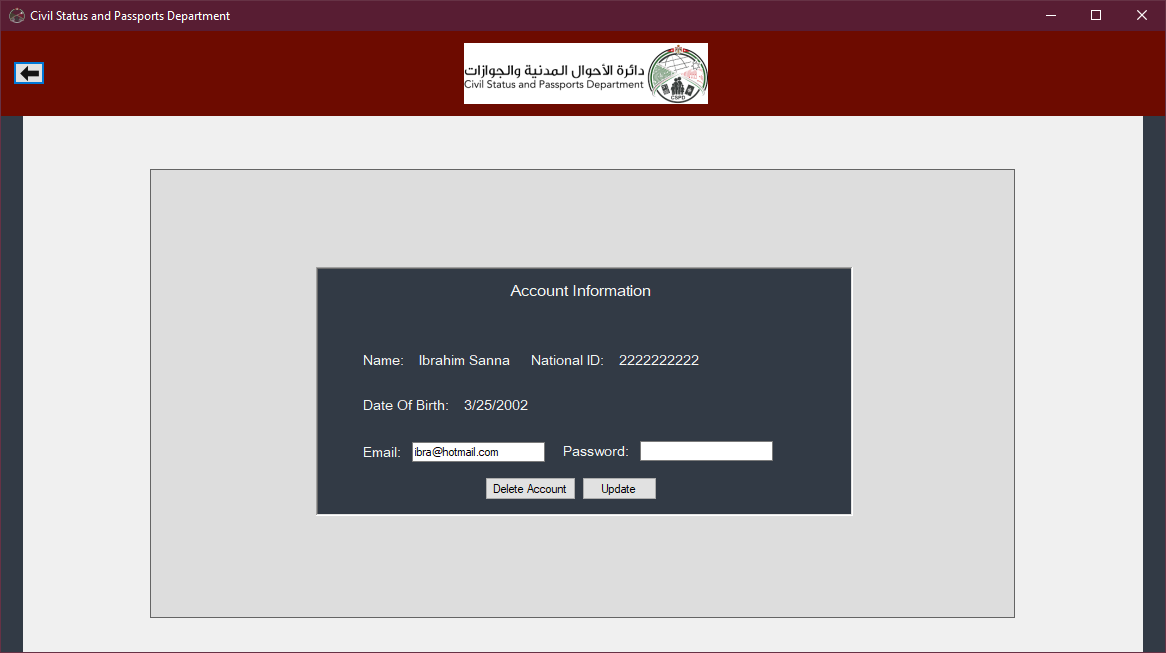 Civil Status and Passports Department
دائرة الأحوال المدنية والجوازات
Civil Status and Passports Department
CSPD
Account Information
Name: Ibrahim Sanna National ID: 2222222222
Date Of Birth: 3/25/2002
Email: ibra@hotmail.com Password:
Delete Account Update